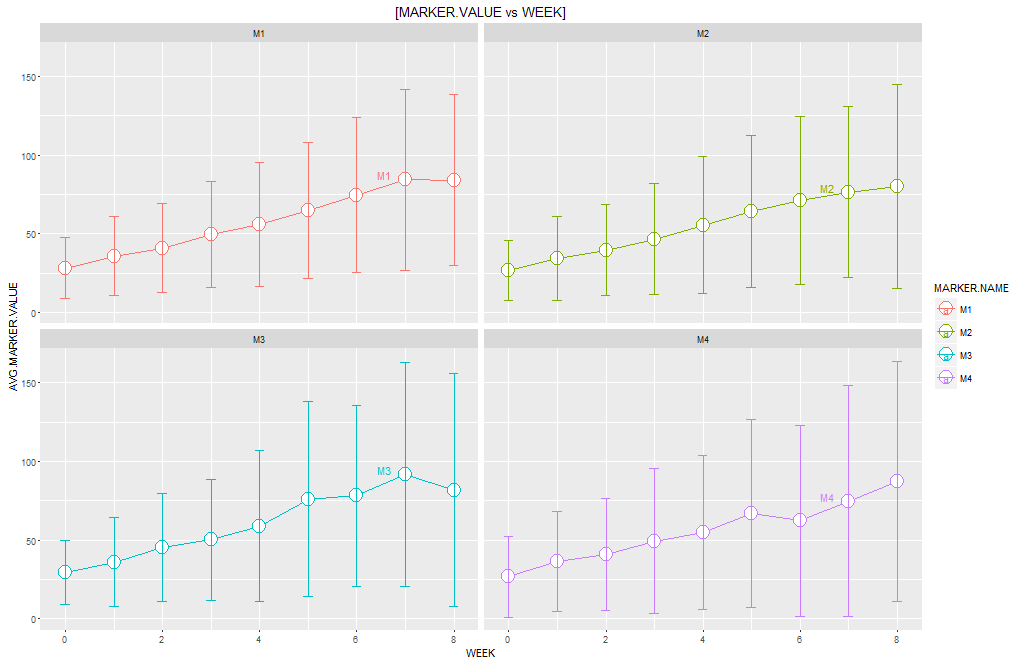 [MARKER.VALUE vs WEEK]
M1
M2
150
100
50
0
M1
M2
M3
M4
150
100
50
0
M3
M4
0
2
4
6
8
0
2
4
6
8
WEEK
AVG.MARKER.VALUE
MARKER.NAME
a M1
a M2
a M3
a M4